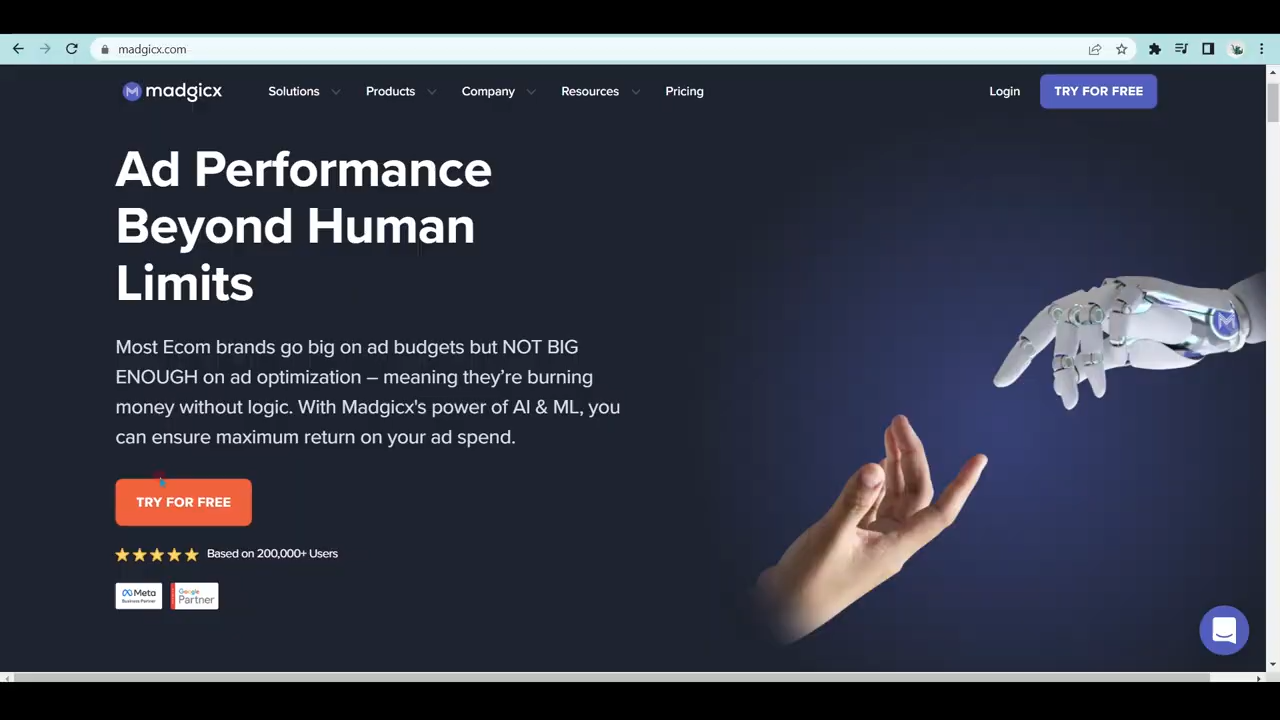 madgicx.com
madgicx
Solutions
Products
Company
Resources
Pricing
Login
TRY FOR FREE
Ad Performance
Beyond Human
Limits
Most Ecom brands go big on ad budgets but NOT BIG
ENOUGH on ad optimization – meaning they’re burning
money without logic. With Madgicx's power of AI & ML, you
can ensure maximum return on your ad spend.
TRY FOR FREE
Based on 200,000+ Users
Meta
Business Partner
Google
Partner